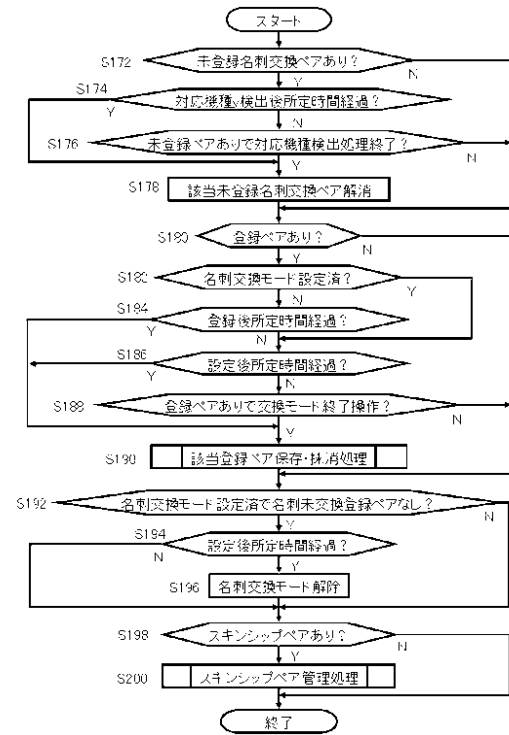 スタート
S172
未登録名刺交換ペアあり?
N
Y
S174
対応機種検出後所定時間経過?
Y
N
S176
未登録ペアありで対応機種検出処理終了?
N
Y
S178
該当未登録名刺交換ペア解消
S180
登録ペアあり?
N
Y
S182
名刺交換モード設定済?
Y
N
S184
登録後所定時間経過?
Y
N
S186
設定後所定時間経過?
Y
N
S188
登録ペアありで交換モード終了操作?
N
Y
S190
該当登録ペア保存・抹消処理
S192
名刺交換モード設定済で名刺未交換登録ペアなし?
N
Y
S194
設定後所定時間経過?
N
Y
S196
名刺交換モード解除
S198
スキンシップペアあり?
N
Y
S200
スキンシップペア管理処理
終了